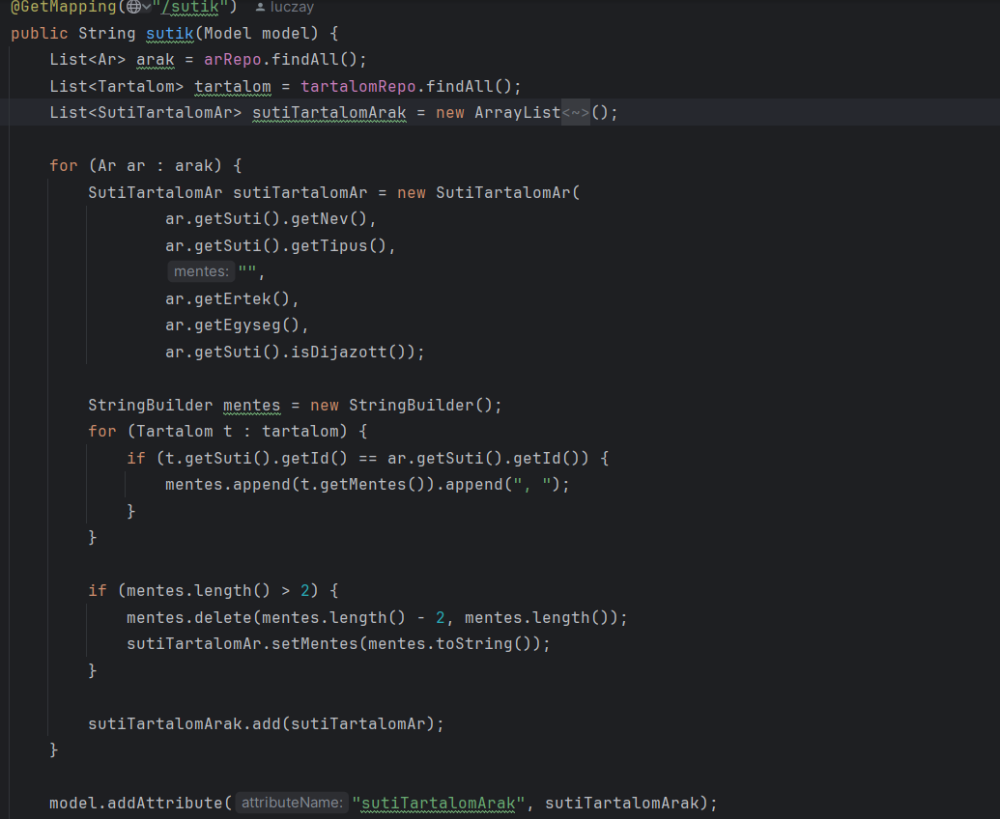 @GetMapping("/sutik") luczay
public String sutik(Model model) {
    List<Ar> arak = arRepo.findAll();
    List<Tartalom> tartalom = tartalomRepo.findAll();
    List<SutiTartalomAr> sutiTartalomArak = new ArrayList<~>();

    for (Ar ar : arak) {
        SutiTartalomAr sutiTartalomAr = new SutiTartalomAr(
                ar.getSuti().getNev(),
                ar.getSuti().getTipus(),
                mentes: "",
                ar.getErtek(),
                ar.getEgyseg(),
                ar.getSuti().isDijazott());

        StringBuilder mentes = new StringBuilder();
        for (Tartalom t : tartalom) {
            if (t.getSuti().getId() == ar.getSuti().getId()) {
                mentes.append(t.getMentes()).append(", ");
            }
        }

        if (mentes.length() > 2) {
            mentes.delete(mentes.length() - 2, mentes.length());
            sutiTartalomAr.setMentes(mentes.toString());
        }

        sutiTartalomArak.add(sutiTartalomAr);
    }

    model.addAttribute( attributeName: "sutiTartalomArak", sutiTartalomArak);